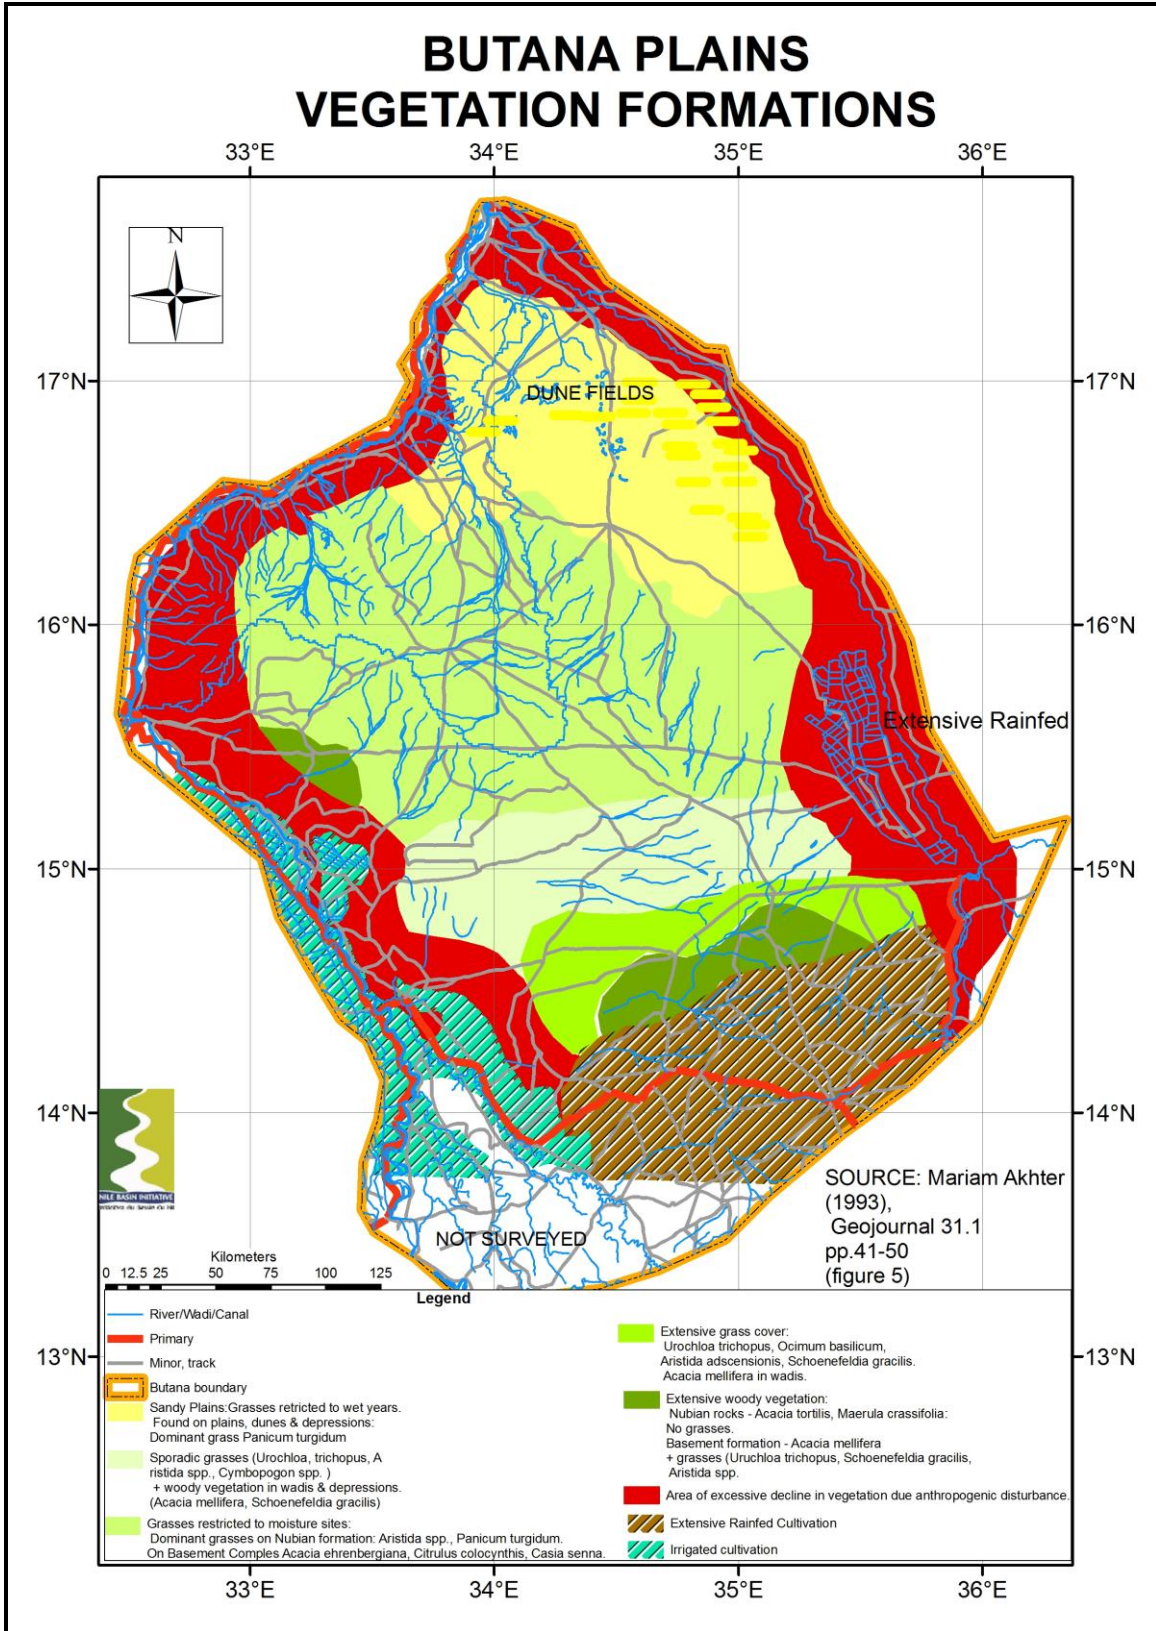 BUTANA PLAINS
VEGETATION FORMATIONS
33°E 34°E 35°E 36°E
N
17°N 17°N
DUNE FIELDS
16°N 16°N
Extensive Rainfed
15°N 15°N
14°N 14°N
SOURCE: Mariam Akhter
(1993),
Geojournal 31.1
pp.41-50
(figure 5)
NILE BASIN INITIATIVE
NOT SURVEYED
Kilometers
0 12.5 25 50 75 100 125
Legend
River/Wadi/Canal
Primary
Minor, track
Butana boundary
Sandy Plains:Grasses retricted to wet years.
Found on plains, dunes & depressions:
Dominant grass Panicum turgidum
Sporadic grasses (Urochloa, trichopus, A
ristida spp., Cymbopogon spp. )
+ woody vegetation in wadis & depressions.
(Acacia mellifera, Schoenefeldia gracilis)
Grasses restricted to moisture sites:
Dominant grasses on Nubian formation: Aristida spp., Panicum turgidum.
On Basement Comples Acacia ehrenbergiana, Citrulus colocynthis, Casia senna.
Extensive grass cover:
Urochloa trichopus, Ocimum basilicum,
Aristida adscensionis, Schoenefeldia gracilis.
Acacia mellifera in wadis.
Extensive woody vegetation:
Nubian rocks - Acacia tortilis, Maerula crassifolia:
No grasses.
Basement formation - Acacia mellifera
+ grasses (Uruchloa trichopus, Schoenefeldia gracilis,
Aristida spp.
Area of excessive decline in vegetation due anthropogenic disturbance.
Extensive Rainfed Cultivation
Irrigated cultivation
13°N 13°N
33°E 34°E 35°E 36°E